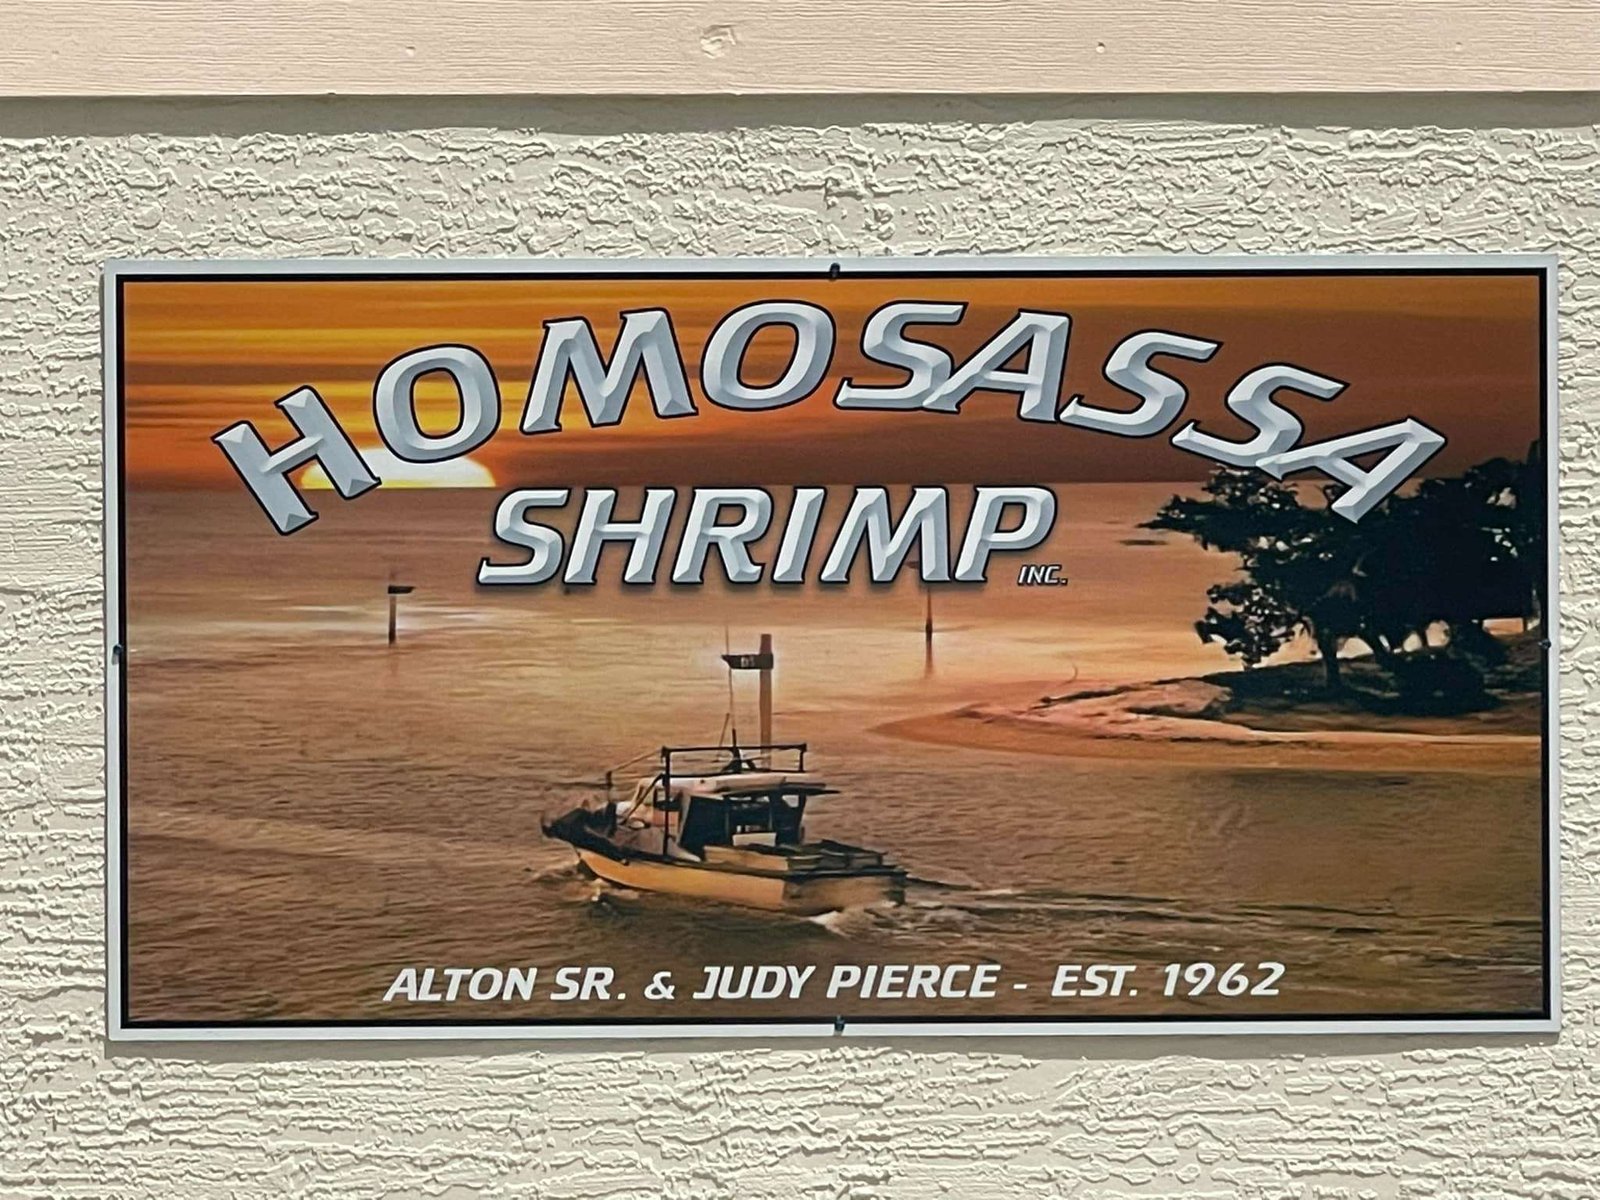 HOMOSASSA
SHRIMP INC.
ALTON SR. & JUDY PIERCE - EST. 1962